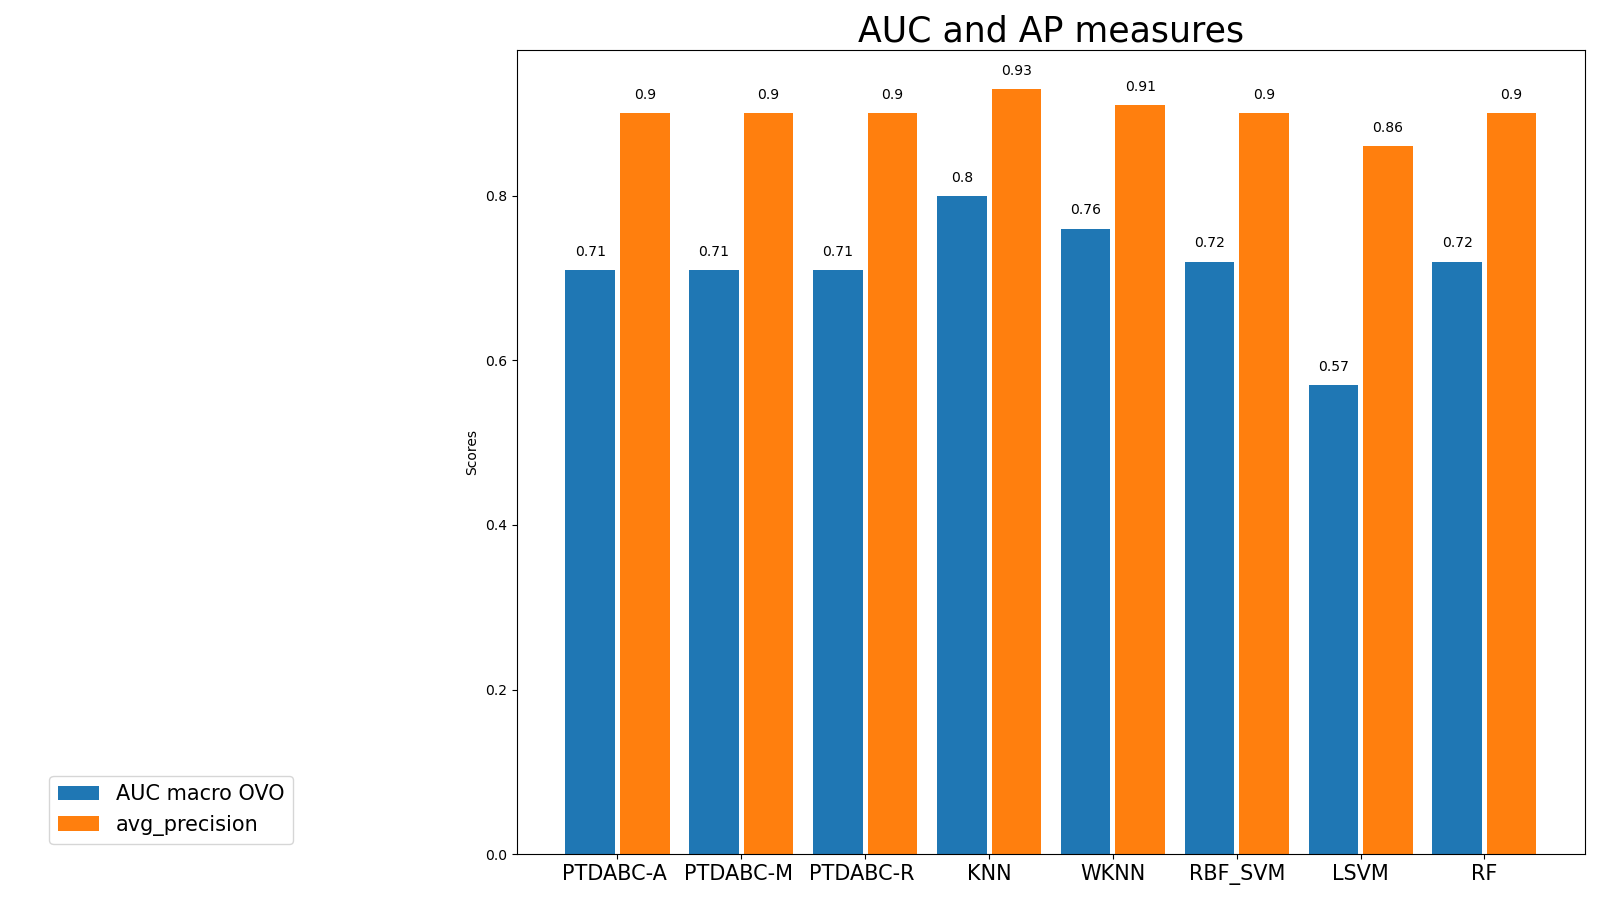 AUC and AP measures
0.9 0.9 0.9 0.93 0.91 0.9 0.86 0.9
0.71 0.71 0.71 0.8 0.76 0.72 0.57 0.72
Scores
0.8
0.6
0.4
0.2
0.0
PTDABC-A PTDABC-M PTDABC-R KNN WKNN RBF_SVM LSVM RF
AUC macro OVO
avg_precision